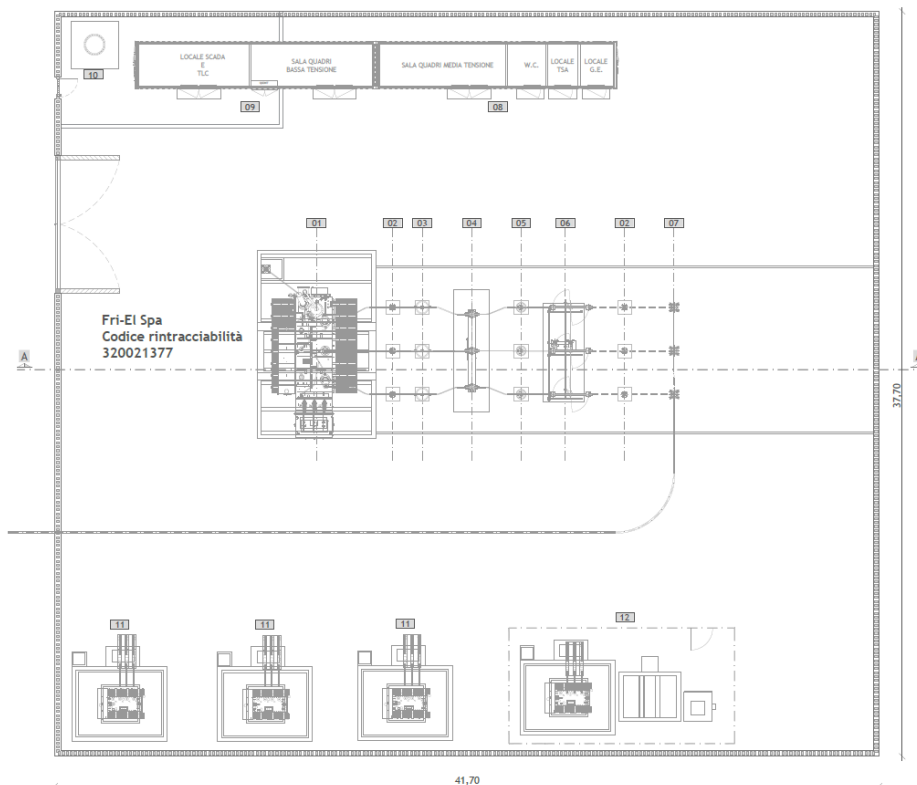 LOCALE SCADA
E
TLC
SALA QUADRI
BASSA TENSIONE
SALA QUADRI MEDIA TENSIONE
W.C.
LOCALE
TSA
LOCALE
G.E.
10
09
08
01
02
03
04
05
06
02
07
Fri-El Spa
Codice rintracciabilità
320021377
A
A
37,70
11
11
11
12
41,70